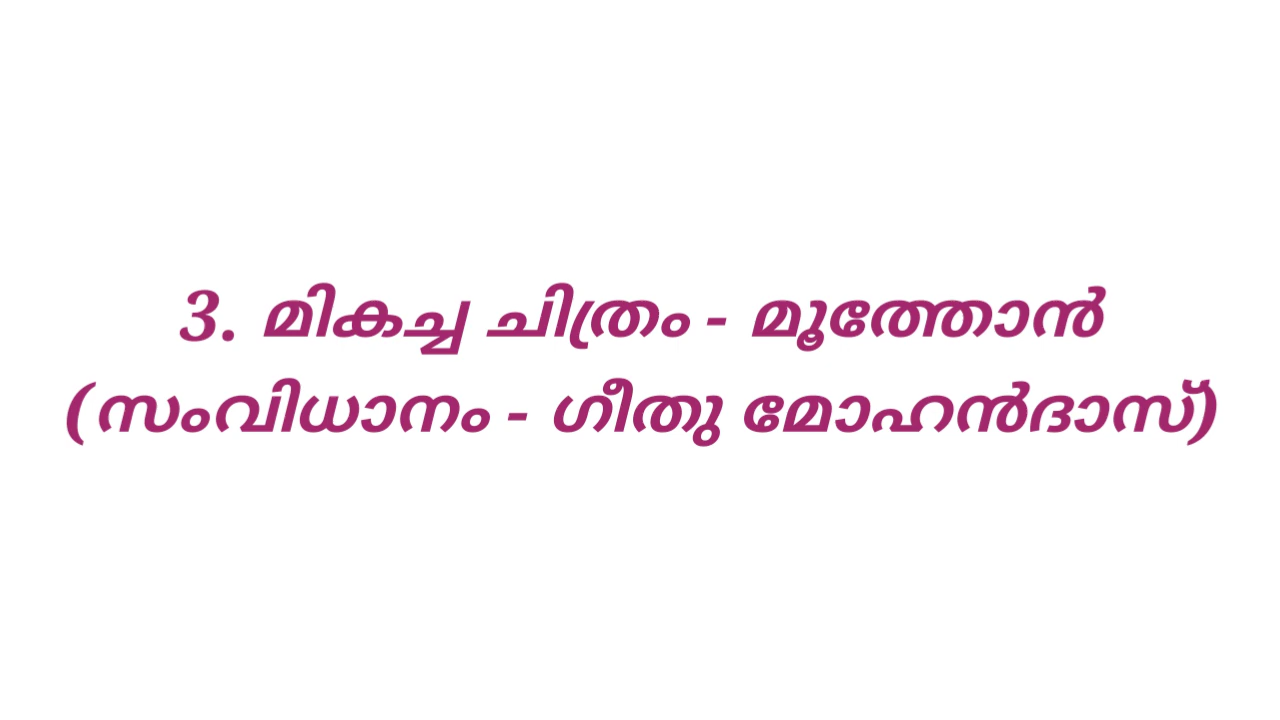 3. മികച്ച ചിത്രം - മൂത്തോൻ
(സംവിധാനം - ഗീതു മോഹൻദാസ്)